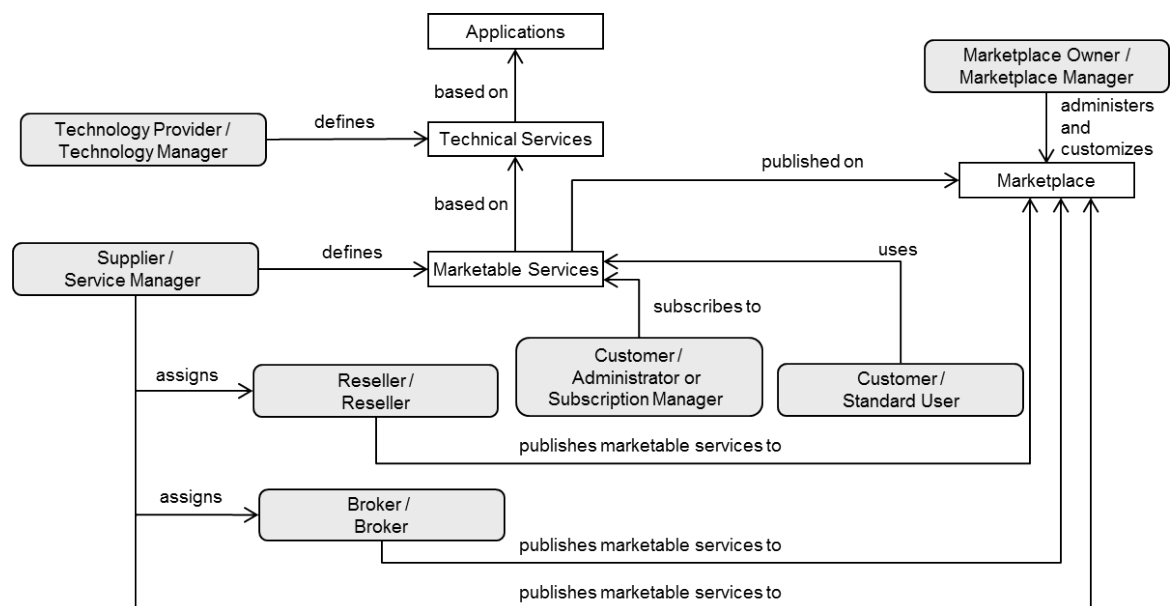 Applications
Marketplace Owner /
Marketplace Manager
based on
administers
and
customizes
Technology Provider /
Technology Manager
defines
Technical Services
published on
Marketplace
based on
Supplier /
Service Manager
defines
Marketable Services
uses
subscribes to
assigns
Reseller /
Reseller
Customer /
Administrator or
Subscription Manager
Customer /
Standard User
publishes marketable services to
assigns
Broker /
Broker
publishes marketable services to
publishes marketable services to